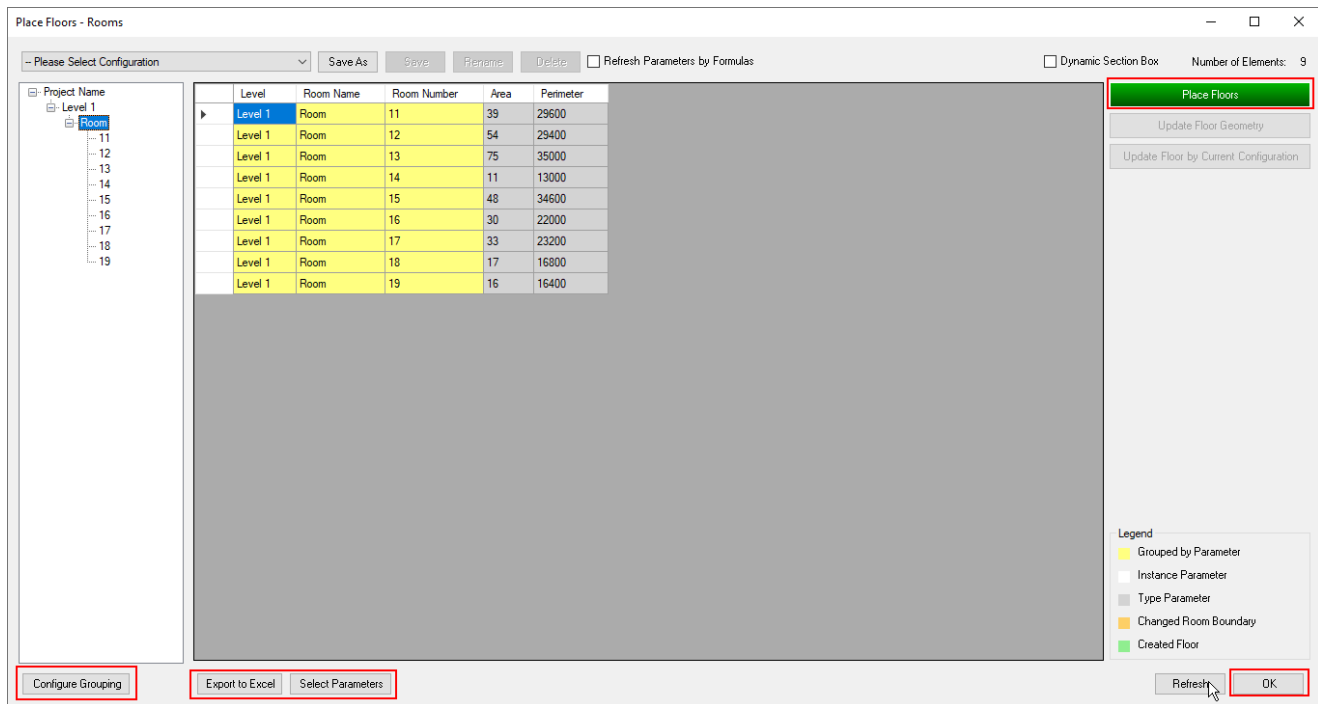 Place Floors - Rooms
-- Please Select Configuration Save As Save Rename Delete Refresh Parameters by Formulas Dynamic Section Box Number of Elements: 9
Project Name
Level 1
Room
11
12
13
14
15
16
17
18
19
Level Room Name Room Number Area Perimeter
Level 1 Room 11 39 29600
Level 1 Room 12 54 29400
Level 1 Room 13 75 35000
Level 1 Room 14 11 13000
Level 1 Room 15 48 34600
Level 1 Room 16 30 22000
Level 1 Room 17 33 23200
Level 1 Room 18 17 16800
Level 1 Room 19 16 16400
Place Floors
Update Floor Geometry
Update Floor by Current Configuration
Legend
Grouped by Parameter
Instance Parameter
Type Parameter
Changed Room Boundary
Created Floor
Configure Grouping Export to Excel Select Parameters Refresh OK